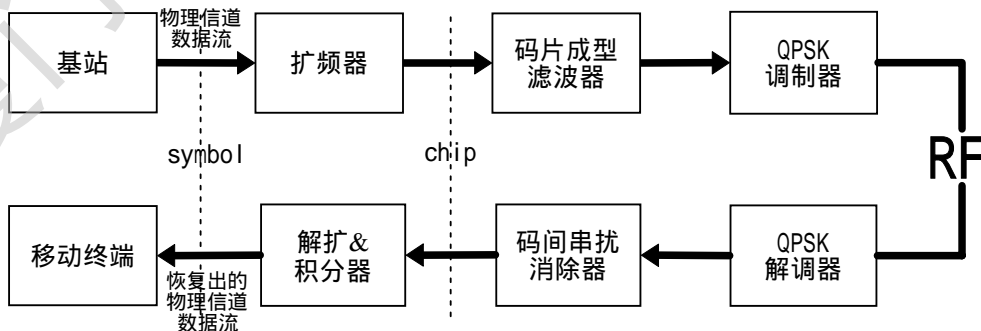 基站
物理信道
数据流
扩频器
码片成型
滤波器
QPSK
调制器
symbol
chip
RF
移动终端
恢复出的
物理信道
数据流
解扩&
积分器
码间串扰
消除器
QPSK
解调器